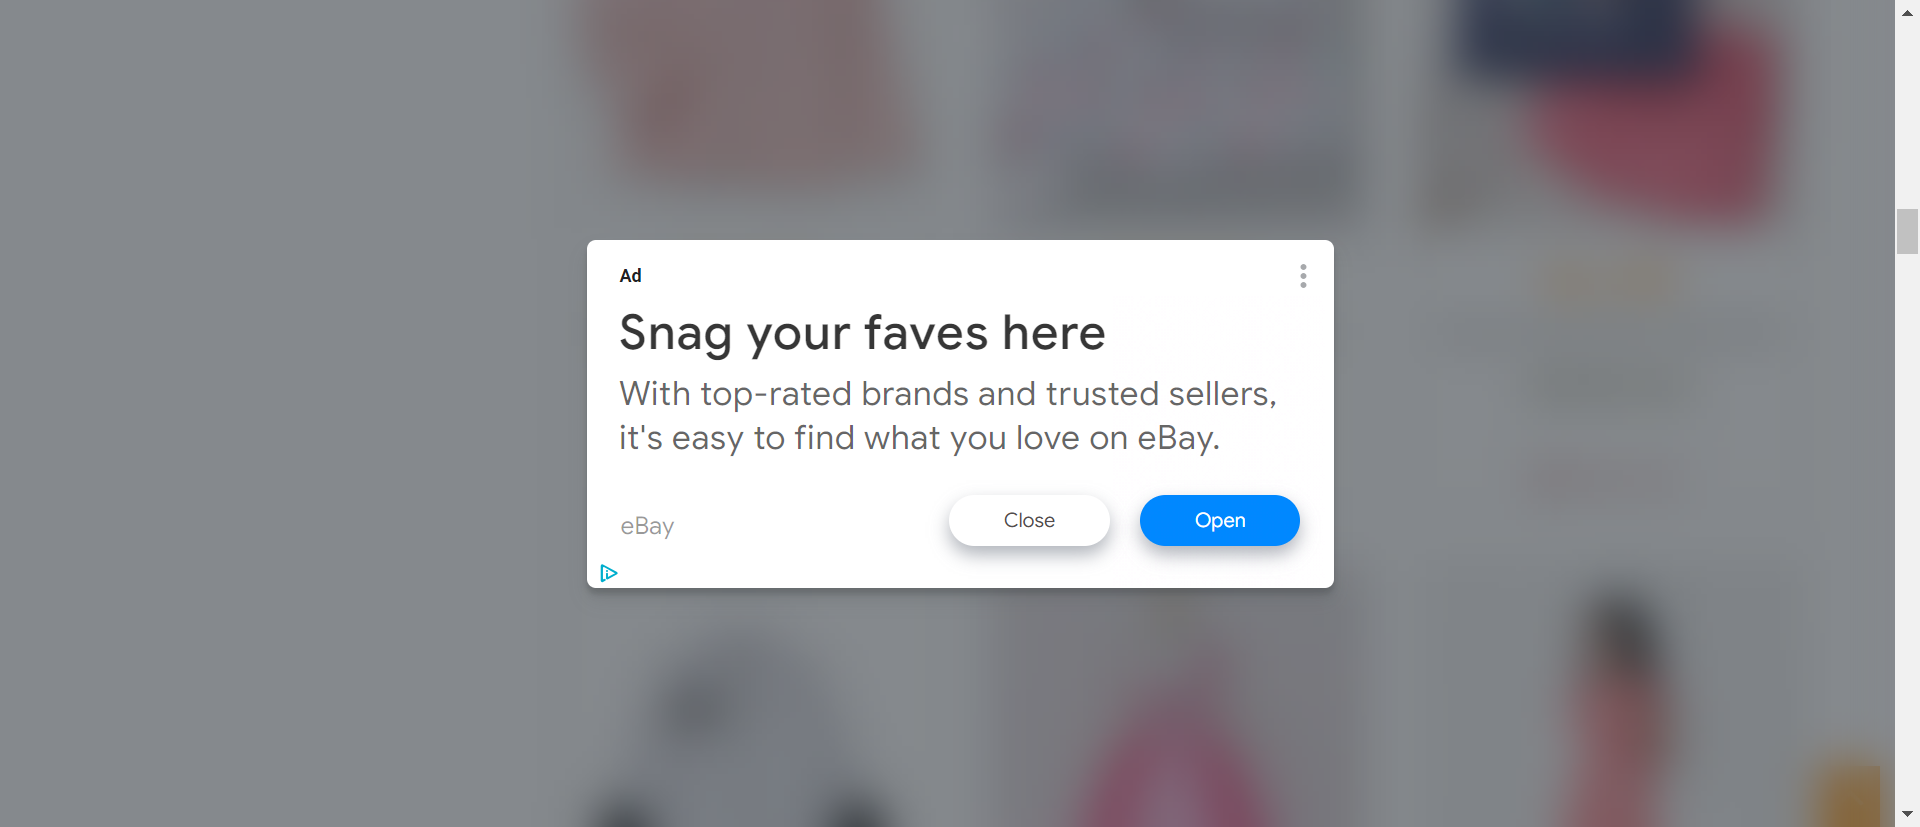 Ad
Snag your faves here
With top-rated brands and trusted sellers,
it's easy to find what you love on eBay.
eBay
Close
Open